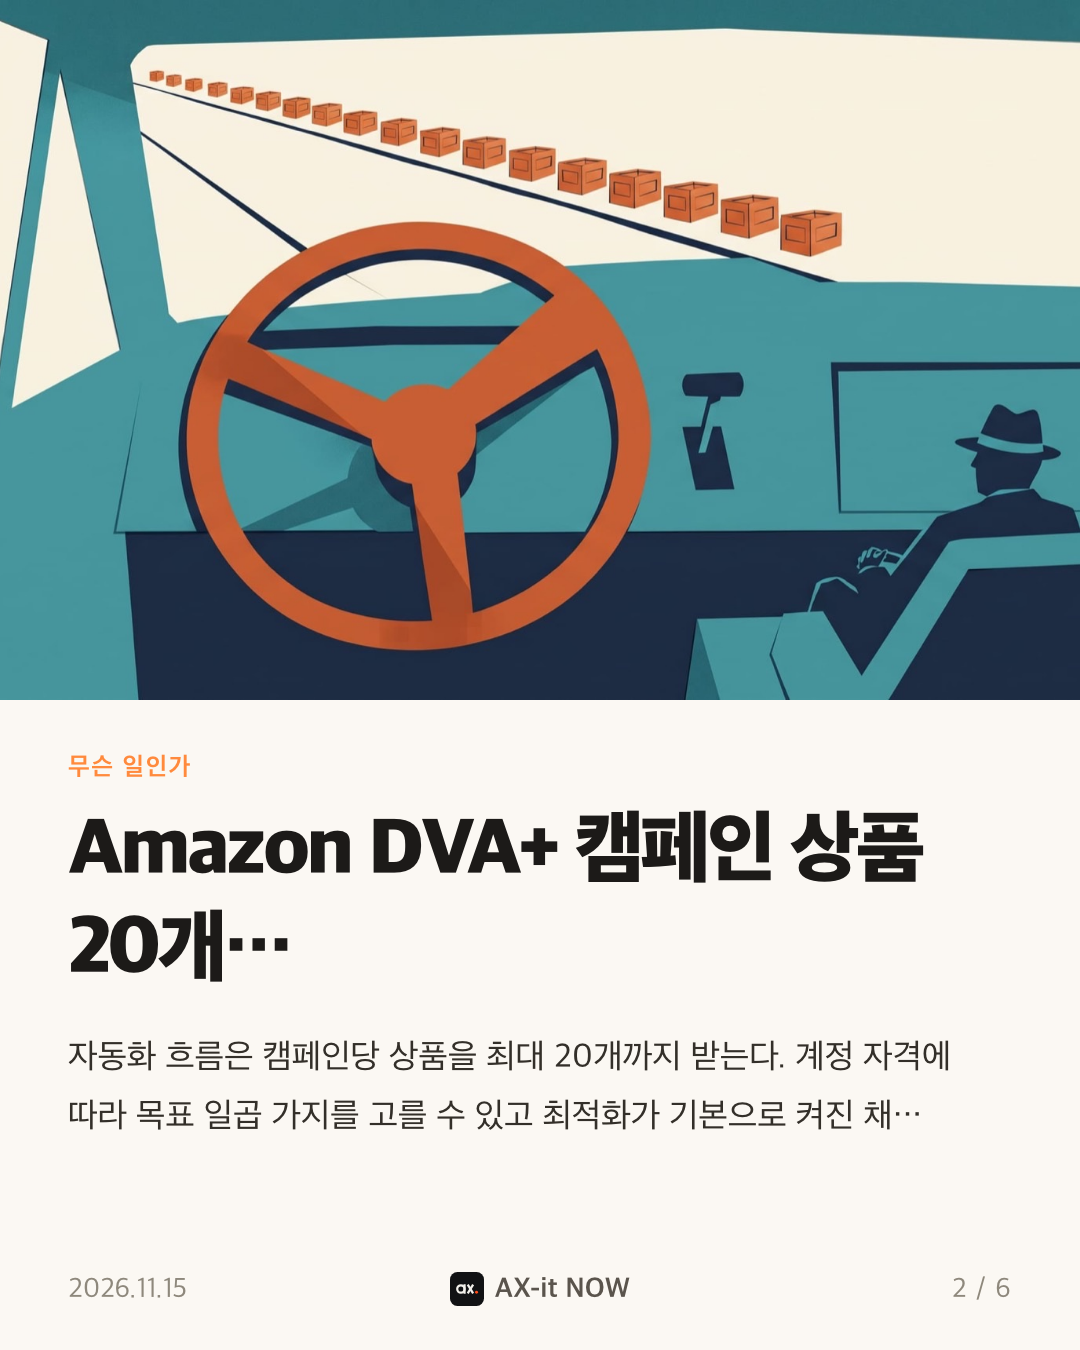 무슨 일인가
Amazon DVA+ 캠페인 상품
20개…
자동화 흐름은 캠페인당 상품을 최대 20개까지 받는다. 계정 자격에
따라 목표 일곱 가지를 고를 수 있고 최적화가 기본으로 켜진 채…
2026.11.15
ax. AX-it NOW
2 / 6